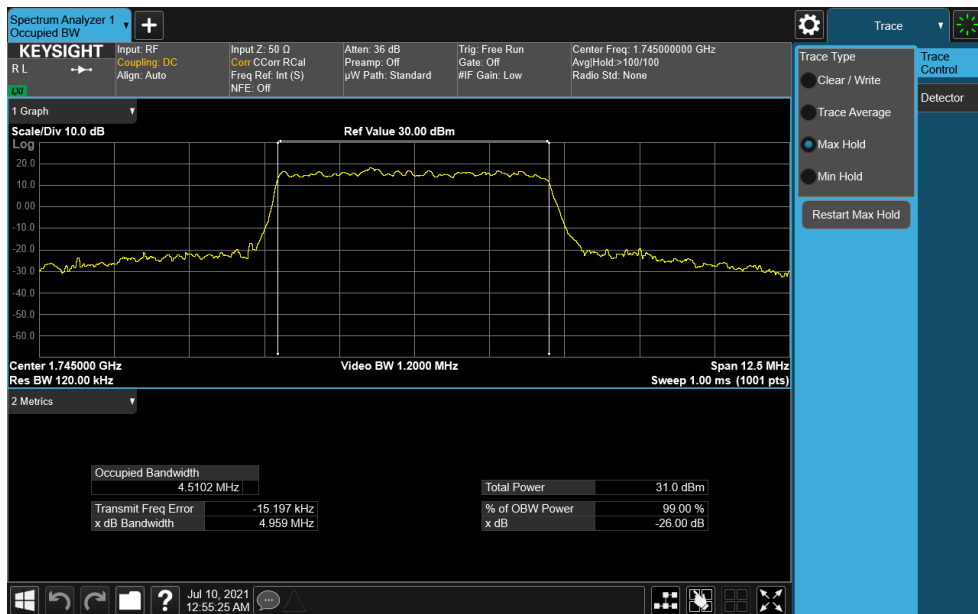 Spectrum Analyzer 1
Occupied BW
Trace
KEYSIGHT
R L
LXI
Input: RF
Coupling: DC
Align: Auto
Input Z: 50 Ω
Corr CCorr RCal
Freq Ref: Int (S)
NFE: Off
Atten: 36 dB
Preamp: Off
µW Path: Standard
Trig: Free Run
Gate: Off
#IF Gain: Low
Center Freq: 1.745000000 GHz
Avg|Hold:>100/100
Radio Std: None
Trace Type
Clear / Write
Trace Average
Max Hold
Min Hold
Restart Max Hold
Trace
Control
Detector
1 Graph
Scale/Div 10.0 dB
Ref Value 30.00 dBm
Log
20.0
10.0
0.00
-10.0
-20.0
-30.0
-40.0
-50.0
-60.0
Center 1.745000 GHz
Video BW 1.2000 MHz
Span 12.5 MHz
Res BW 120.00 kHz
Sweep 1.00 ms (1001 pts)
2 Metrics
Occupied Bandwidth
4.5102 MHz
Total Power 31.0 dBm
Transmit Freq Error -15.197 kHz
% of OBW Power 99.00 %
x dB Bandwidth 4.959 MHz
x dB -26.00 dB
?
Jul 10, 2021
12:55:25 AM